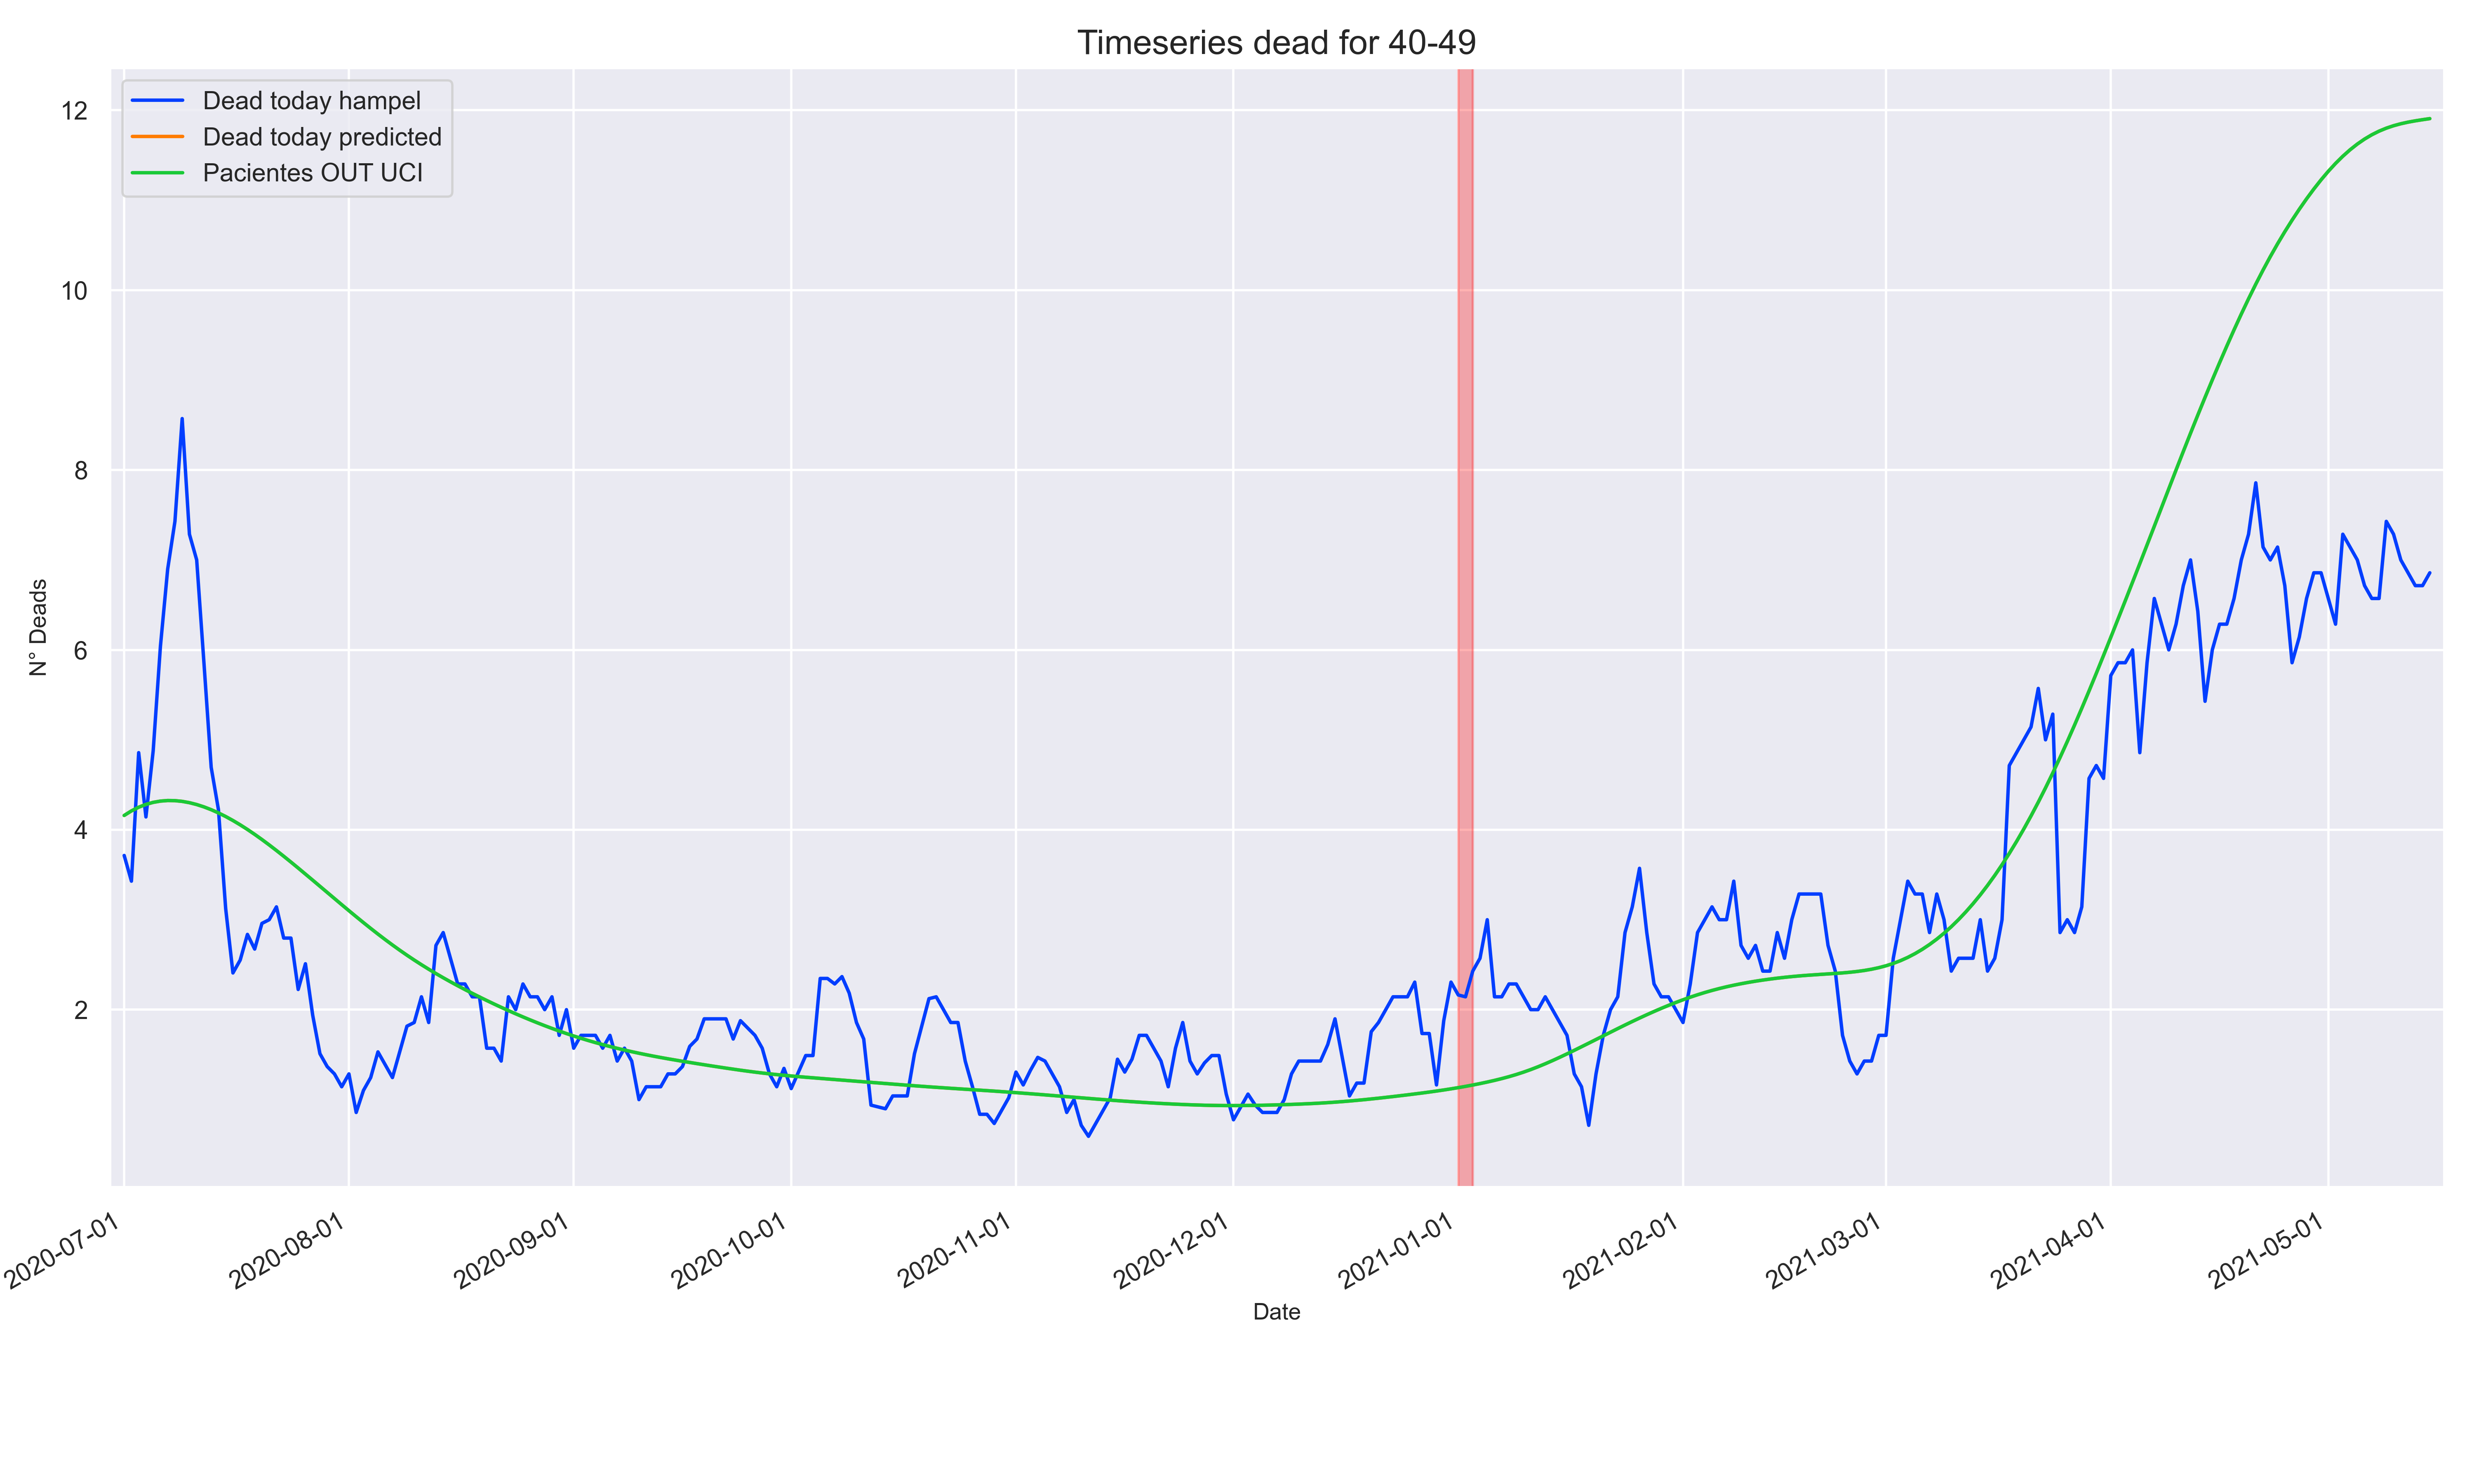 Timeseries dead for 40-49
Dead today hampel
Dead today predicted
Pacientes OUT UCI
12
10
8
6
4
2
N° Deads
2020-07-01
2020-08-01
2020-09-01
2020-10-01
2020-11-01
2020-12-01
2021-01-01
2021-02-01
2021-03-01
2021-04-01
2021-05-01
Date